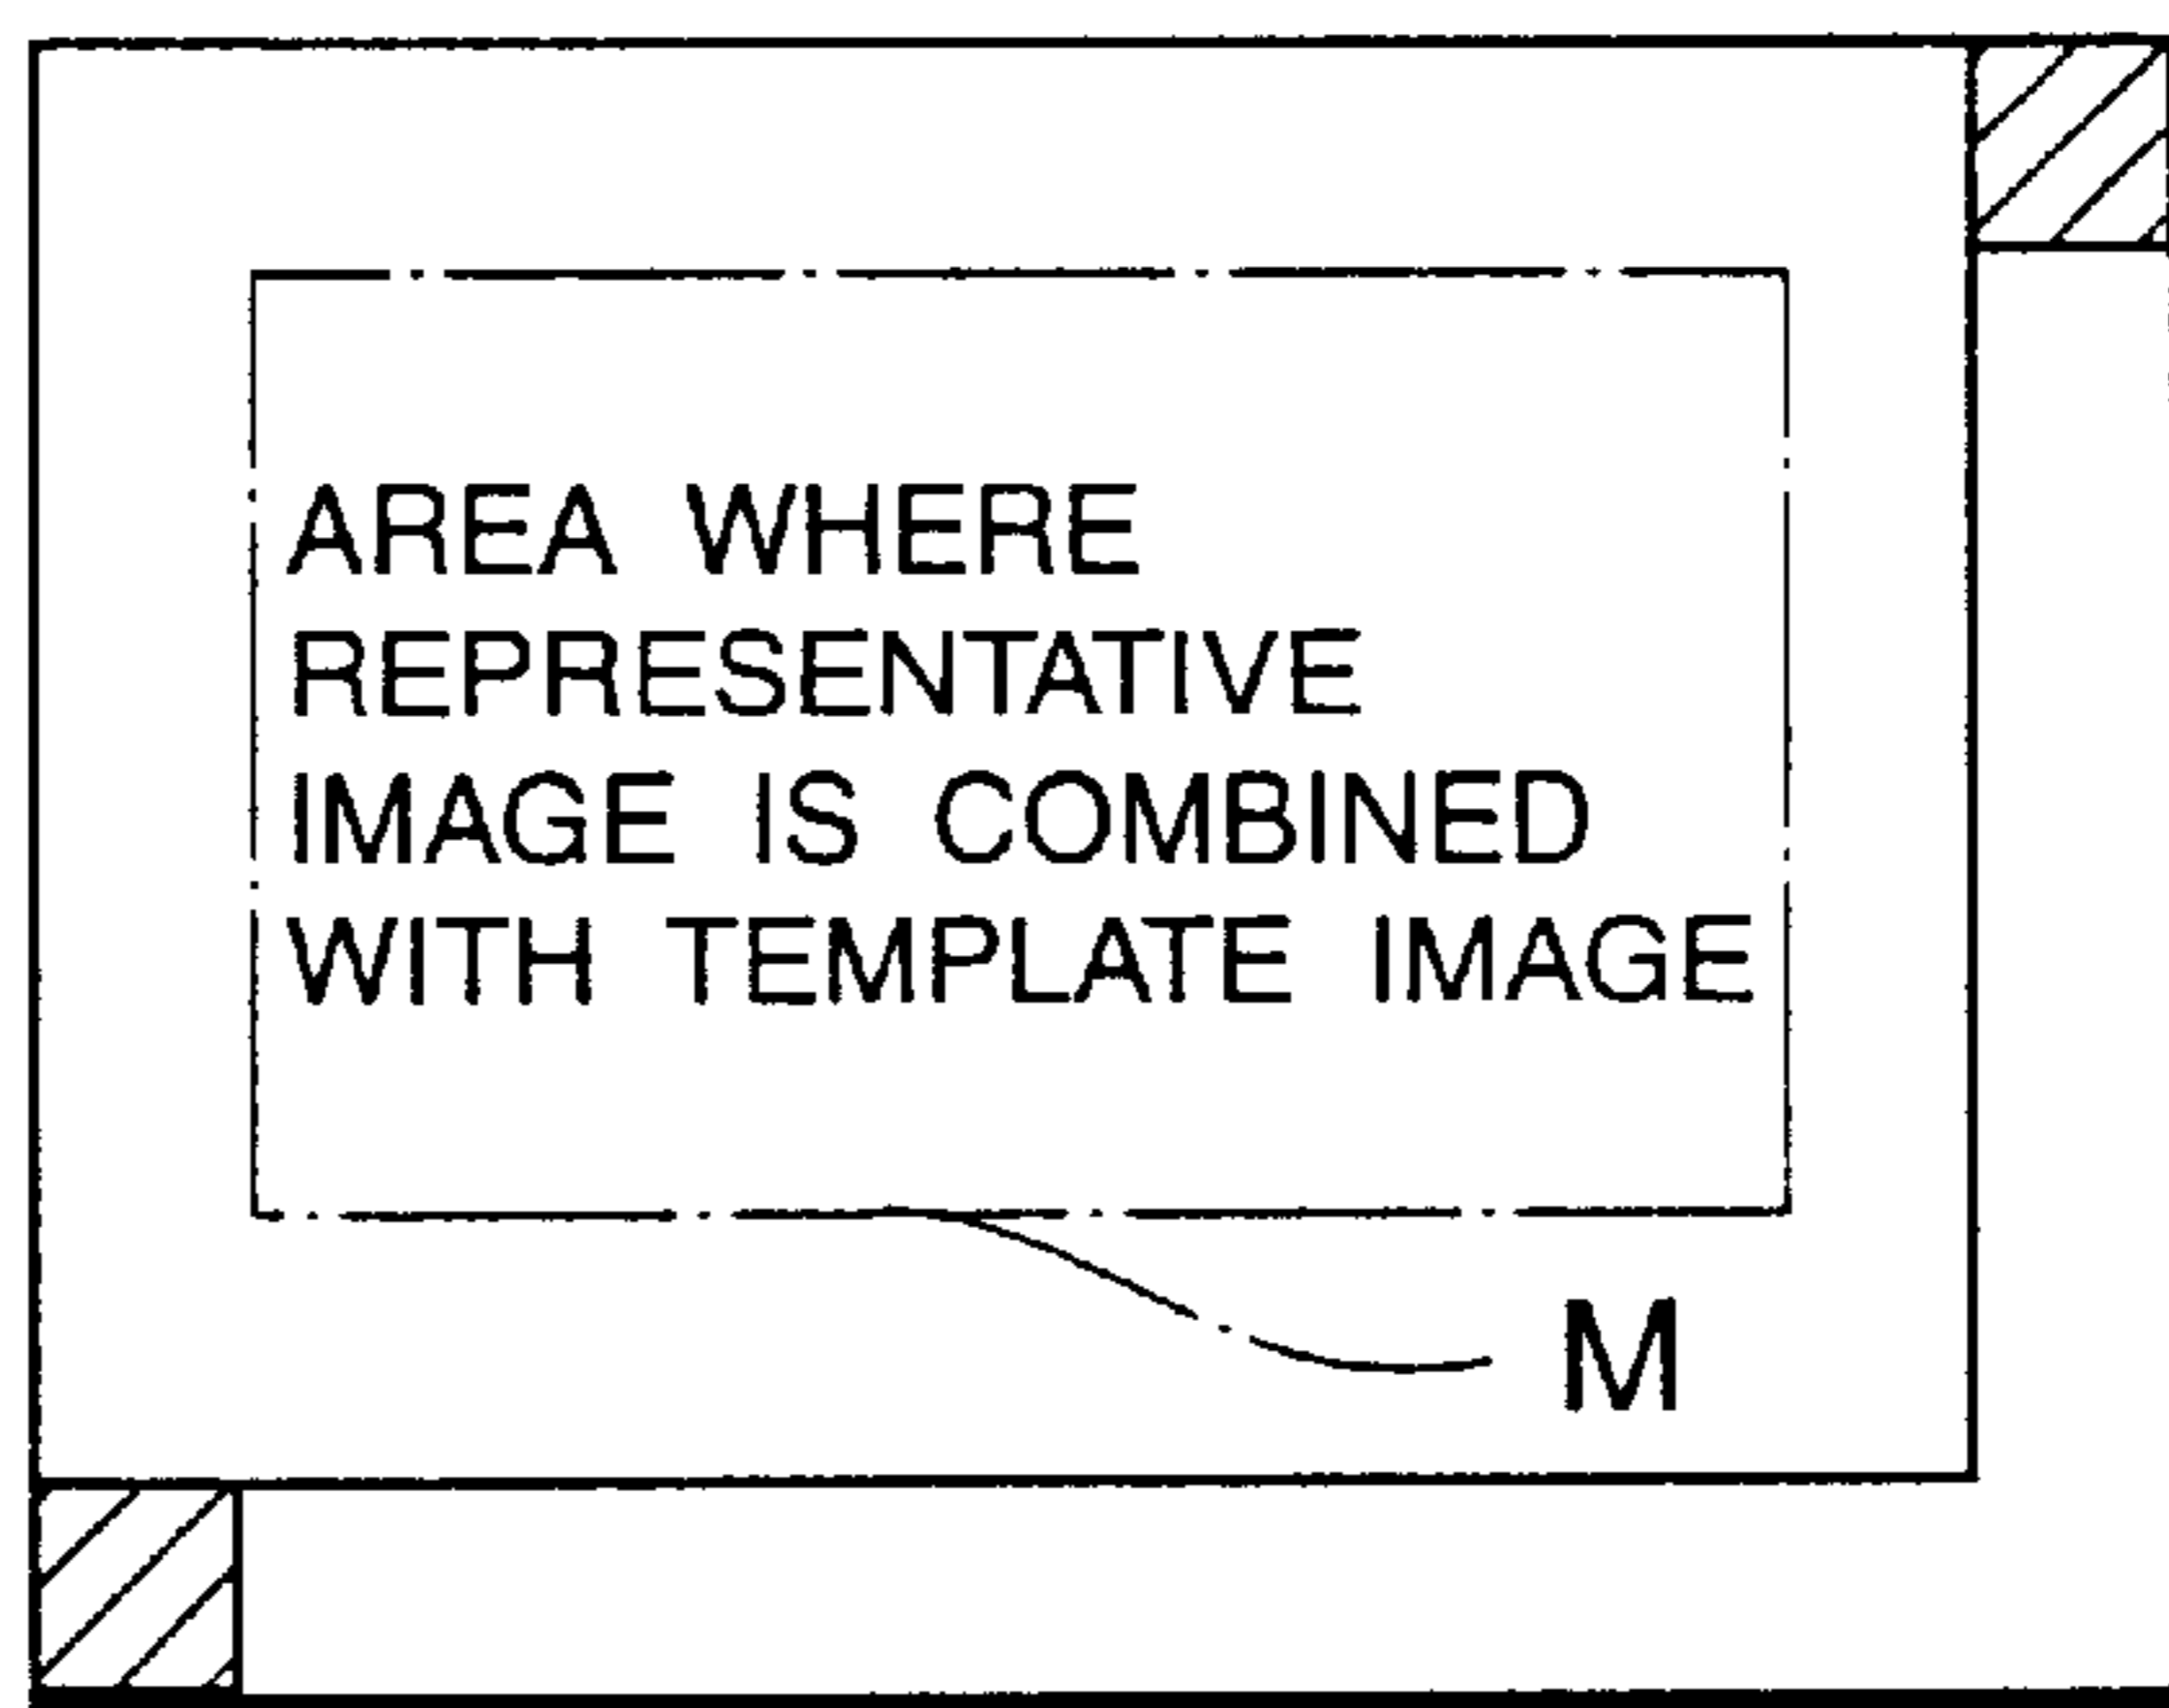 AREA WHERE
REPRESENTATIVE
IMAGE IS COMBINED
WITH TEMPLATE IMAGE
M